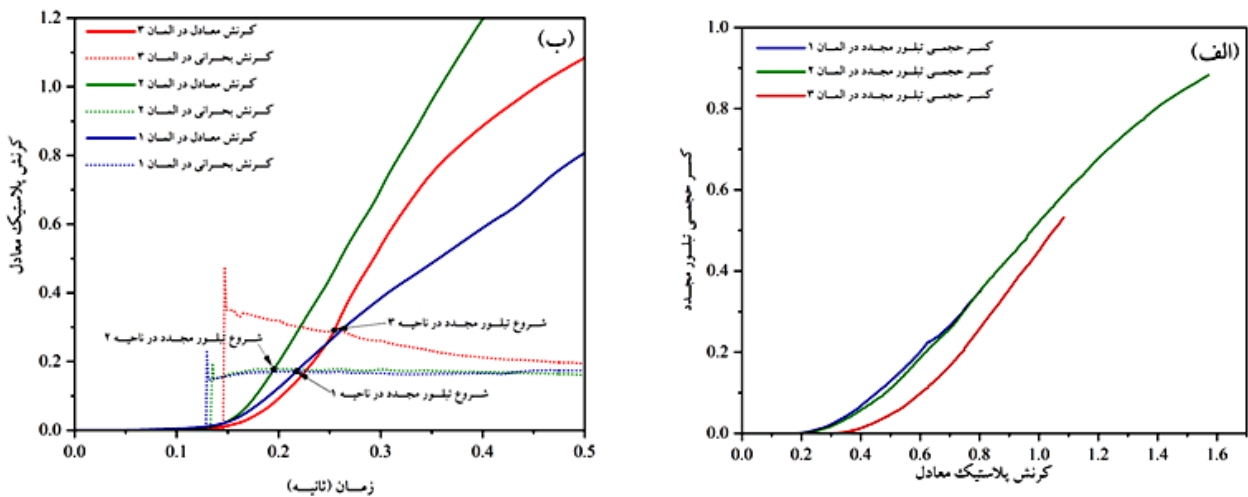 (الف)
کسر حجمی تبلور مجدد در المان ۱
کسر حجمی تبلور مجدد در المان ۲
کسر حجمی تبلور مجدد در المان ۳
کسر حجمی تبلور مجدد
1.0
0.8
0.6
0.4
0.2
0.0
0.0 0.2 0.4 0.6 0.8 1.0 1.2 1.4 1.6
کرنش پلاستیک معادل
(ب)
کرنش معادل در المان ۳
کرنش بحرانی در المان ۳
کرنش معادل در المان ۲
کرنش بحرانی در المان ۲
کرنش معادل در المان ۱
کرنش بحرانی در المان ۱
شروع تبلور مجدد در ناحیه ۳
شروع تبلور مجدد در ناحیه ۲
شروع تبلور مجدد در ناحیه ۱
کرنش پلاستیک معادل
1.2
1.0
0.8
0.6
0.4
0.2
0.0
0.0 0.1 0.2 0.3 0.4 0.5
زمان (ثانیه)